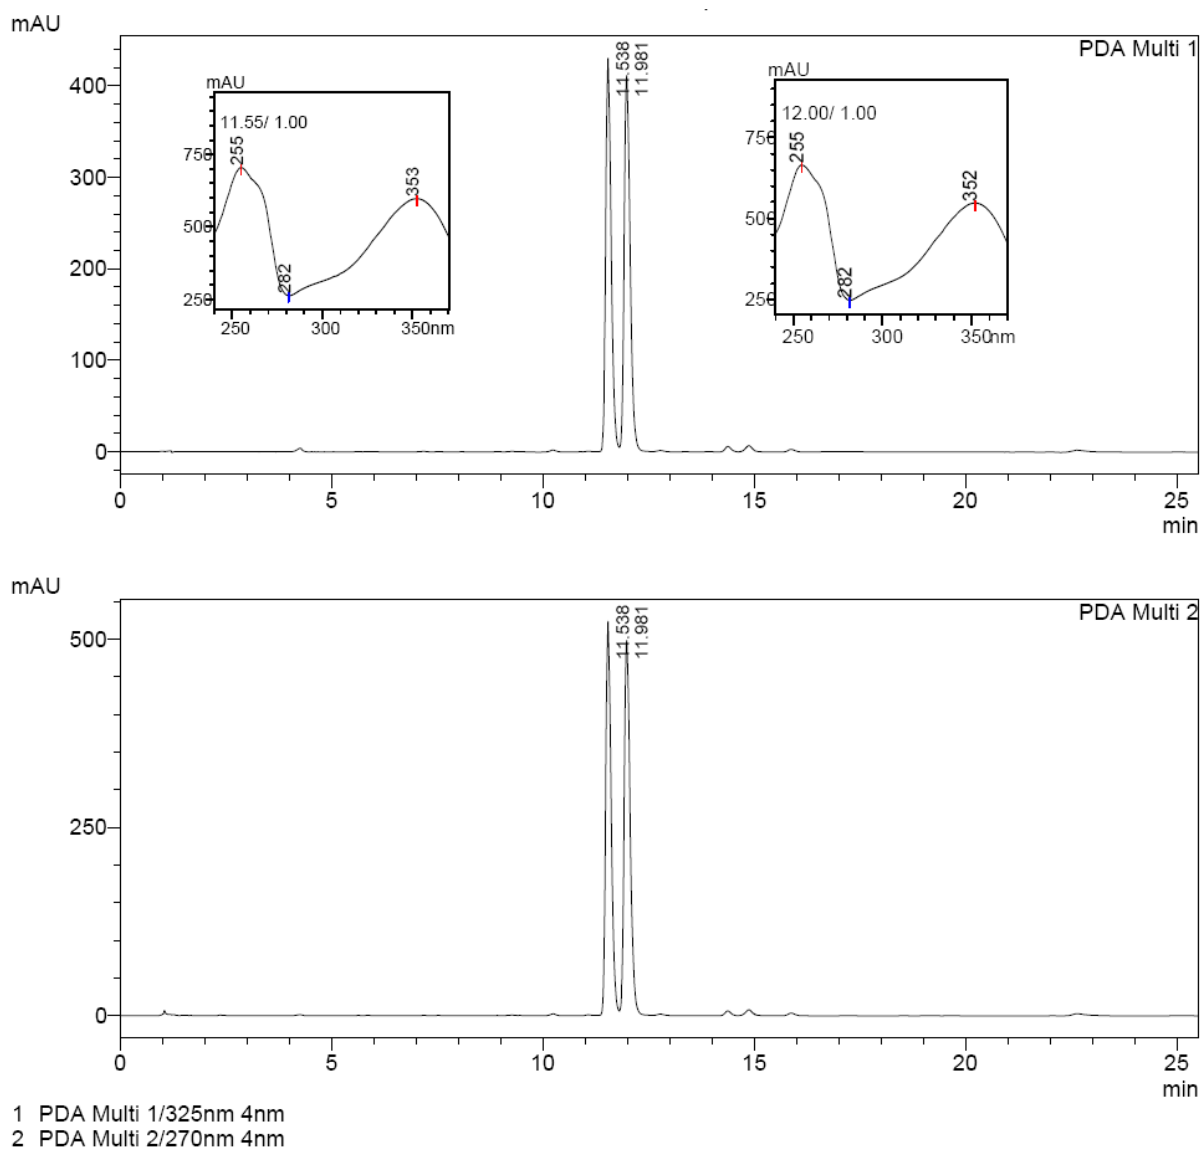 mAU
PDA Multi 1
11.538
11.981
400
300
200
100
0
mAU
11.55/ 1.00
255
353
282
750
500
250
250 300 350nm
mAU
12.00/ 1.00
255
352
282
750
500
250
250 300 350nm
0 5 10 15 20 25
min
mAU
PDA Multi 2
11.538
11.981
500
250
0
0 5 10 15 20 25
min
1 PDA Multi 1/325nm 4nm
2 PDA Multi 2/270nm 4nm